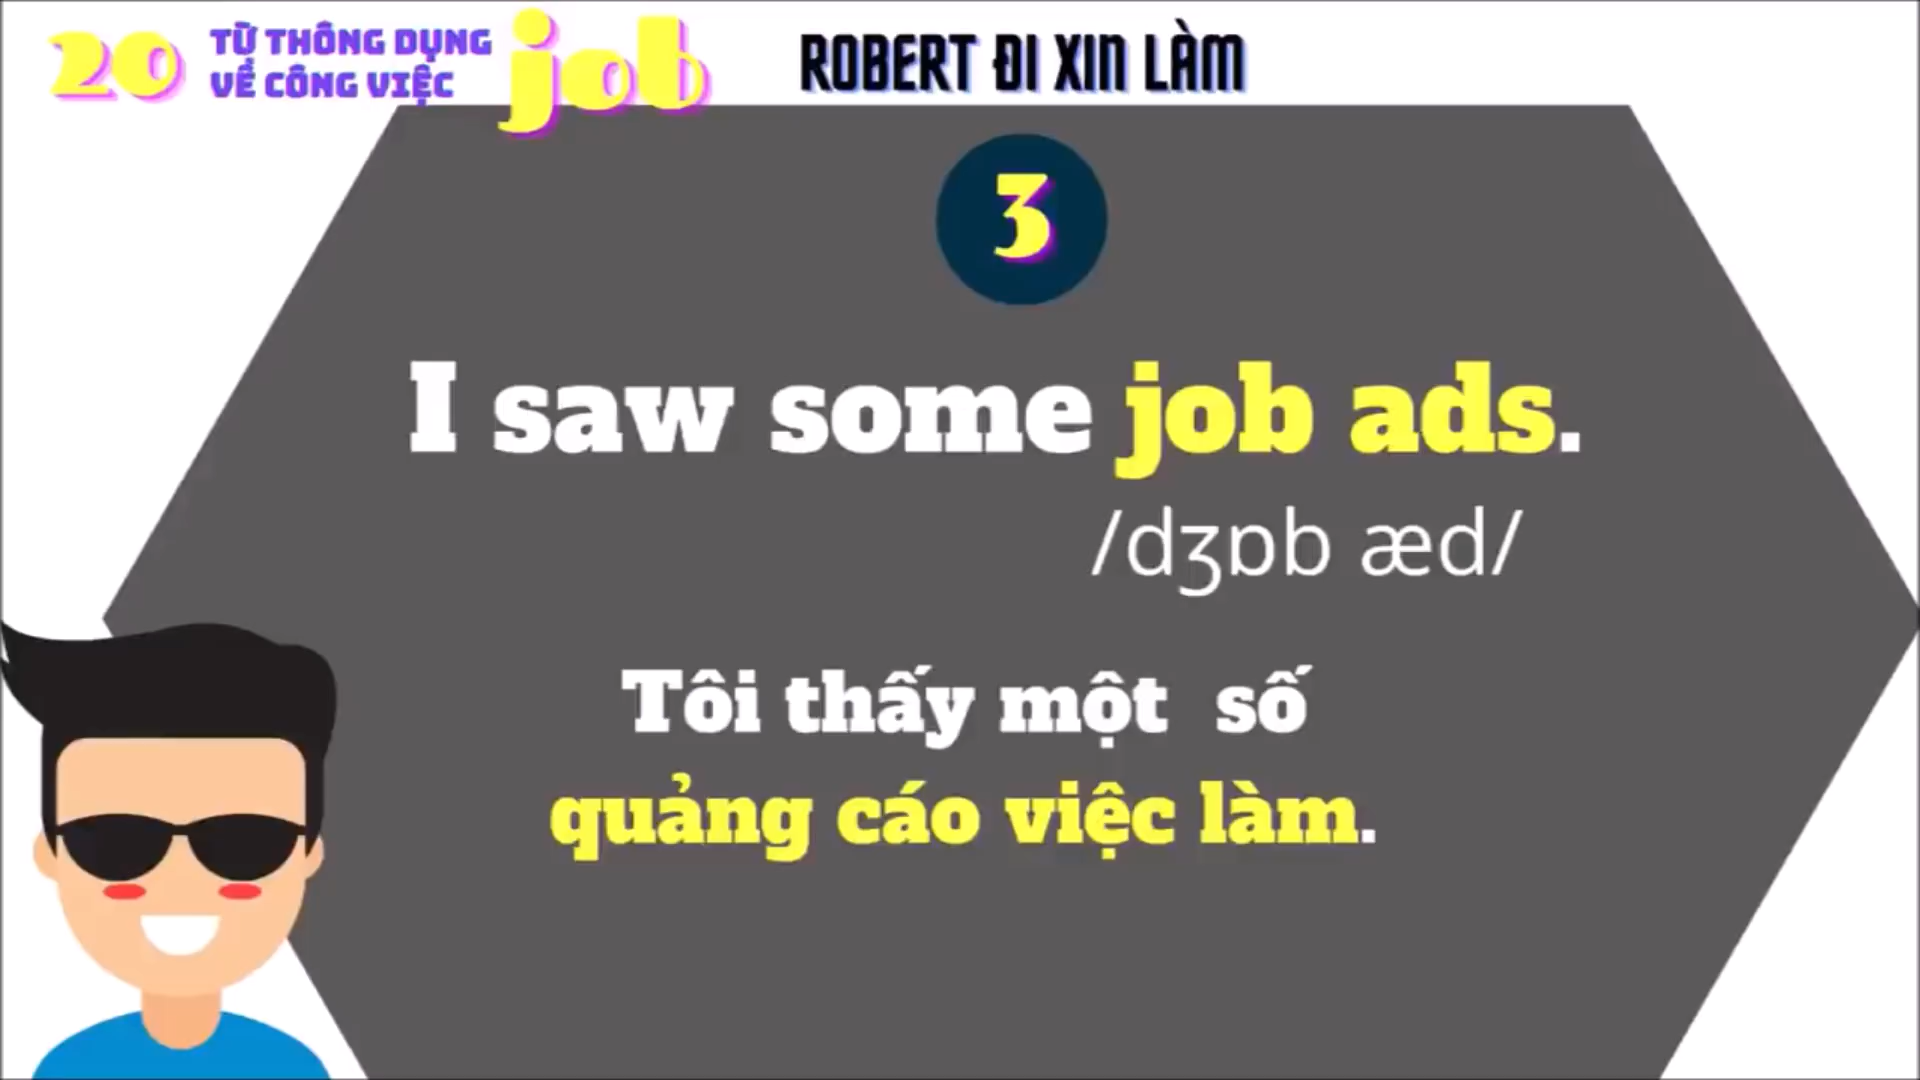 20
TỪ THÔNG DỤNG
VỀ CÔNG VIỆC
job
ROBERT ĐI XIN LÀM
3
I saw some job ads.
/dʒɒb æd/
Tôi thấy một số
quảng cáo việc làm.